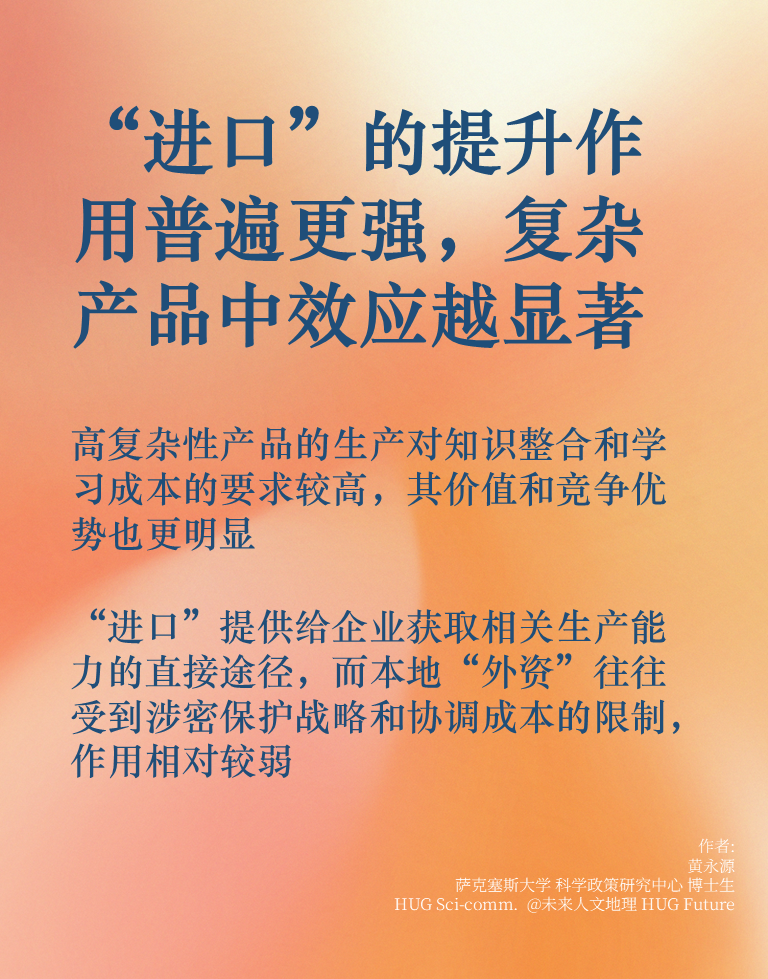 “进口”的提升作
用普遍更强，复杂
产品中效应越显著
高复杂性产品的生产对知识整合和学
习成本的要求较高，其价值和竞争优
势也更明显
“进口”提供给企业获取相关生产能
力的直接途径，而本地“外资”往往
受到涉密保护战略和协调成本的限制，
作用相对较弱
作者:
黄永源
萨克塞斯大学 科学政策研究中心 博士生
HUG Sci-comm. @未来人文地理 HUG Future